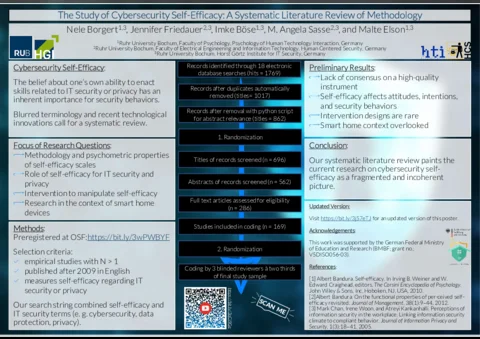 The Study of Cybersecurity Self-Efficacy: A Systematic Literature Review of Methodology
Nele Borgert1,3, Jennifer Friedauer2,3, Imke Böse1,3, M. Angela Sasse2,3, and Malte Elson1,3
1Ruhr University Bochum, Faculty of Psychology, Psychology of Human Technology Interaction, Germany
2Ruhr University Bochum, Faculty of Electrical Engineering and Information Technology, Human-Centred Security, Germany
3Ruhr University Bochum, Horst Görtz Institute for IT Security, Germany
RUB
HGI
hti
Cybersecurity Self-Efficacy:
The belief about one's own ability to enact
skills related to IT security or privacy has an
inherent importance for security behaviors.
Blurred terminology and recent technological
innovations call for a systematic review.
Focus of Research Questions:
Methodology and psychometric properties
of self-efficacy scales
Role of self-efficacy for IT security and
privacy
Intervention to manipulate self-efficacy
Research in the context of smart home
devices
Methods:
Preregistered at OSF:https://bit.ly/3wPWBYF
Selection criteria:
empirical studies with N > 1
published after 2009 in English
measures self-efficacy regarding IT
security or privacy
Our search string combined self-efficacy and
IT security terms (e. g. cybersecurity, data
protection, privacy).
Records identified through 18 electronic
database searches (hits = 1769)
Records after duplicates automatically
removed (titles = 1017)
Records after removal with python script
for abstract relevance (titles = 862)
1. Randomization
Titles of records screened (n = 696)
Abstracts of records screened (n = 562)
Full text articles assessed for eligibility
(n = 286)
Studies included in coding (n = 169)
2. Randomization
Coding by 3 blinded reviewers à two thirds
of final study sample
SCAN ME
Preliminary Results:
Lack of consensus on a high-quality
instrument
Self-efficacy affects attitudes, intentions,
and security behaviors
Intervention designs are rare
Smart home context overlooked
Conclusion:
Our systematic literature review paints the
current research on cybersecurity self-
efficacy as a fragmented and incoherent
picture.
Updated Version
Visit https://bit.ly/3j57eTJ for an updated version of this poster.
Acknowledgements
This work was supported by the German Federal Ministry
of Education and Research (BMBF; grant no.
References
[1] Albert Bandura. Self-efficacy. In Irving B. Weiner and W.
Edward Craighead, editors, The Corsini Encyclopedia of Psychology.
John Wiley & Sons, Inc. Hoboken, NJ, USA, 2010.
[2] Albert Bandura. On the functional properties of perceived self-
efficacy revisited. Journal of Management, 38(1):9–44, 2012.
[3] Mark Chan, Irene Woon, and Atreyi Kankanhalli. Perceptions of
information security in the workplace: Linking information security
climate to compliant behavior. Journal of Information Privacy and
Security, 1(3):18–41, 2005.